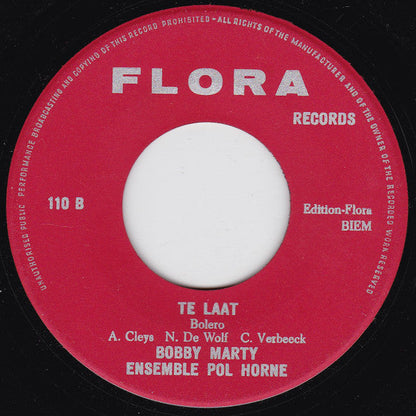 UNAUTHORISED PUBLIC PERFORMANCE BROADCASTING AND COPYING OF THIS RECORD PROHIBITED - ALL RIGHTS OF THE MANUFACTURER AND OF THE OWNER OF THE RECORDED WORK RESERVED
FLORA
RECORDS
110 B
Edition-Flora
BIEM
TE LAAT
Bolero
A. Cleys N. De Wolf C. Verbeeck
BOBBY MARTY
ENSEMBLE POL HORNE